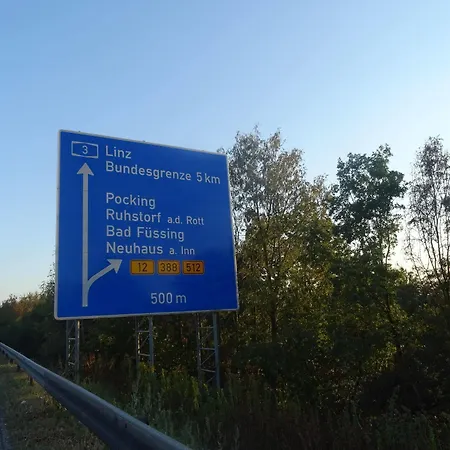 3
Linz
Bundesgrenze 5 km
Pocking
Ruhstorf a.d. Rott
Bad Füssing
Neuhaus a. Inn
12 388 512
500 m